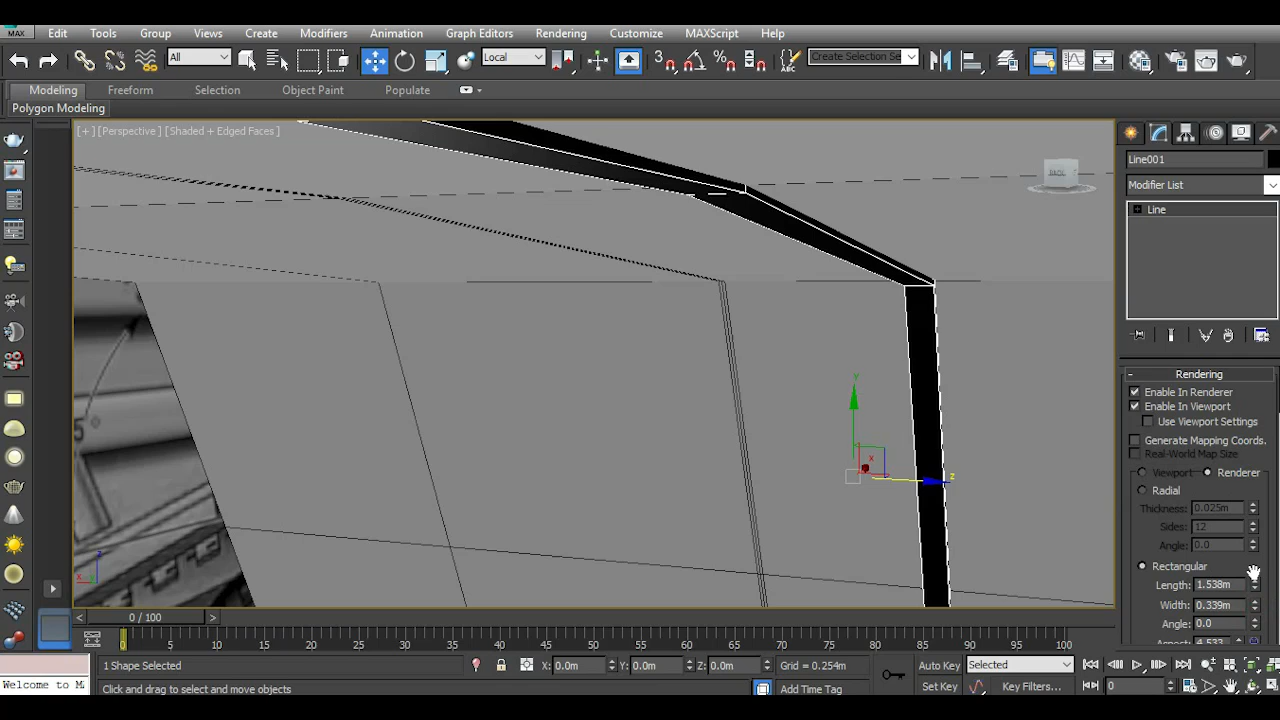 MAX
Edit Tools Group Views Create Modifiers Animation Graph Editors Rendering Customize MAXScript Help
All
Local
3
%
ABC
Create Selection Se
Modeling Freeform Selection Object Paint Populate
Polygon Modeling
[+] [Perspective] [Shaded + Edged Faces]
BACK
Line001
Modifier List
Line
Rendering
Enable In Renderer
Enable In Viewport
Use Viewport Settings
Generate Mapping Coords.
Real-World Map Size
Viewport Renderer
Radial
Thickness: 0.025m
Sides: 12
Angle: 0.0
Rectangular
Length: 1.538m
Width: 0.339m
Angle: 0.0
Aspect: 4.533
y
x
z
z
x y
< 0 / 100 >
0 5 10 15 20 25 30 35 40 45 50 55 60 65 70 75 80 85 90 95 100
1 Shape Selected X: 0.0m Y: 0.0m Z: 0.0m Grid = 0.254m Auto Key Selected
Welcome to M
Click and drag to select and move objects Add Time Tag Set Key Key Filters... 0